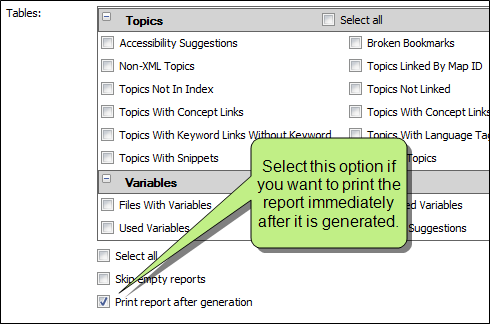 Tables:
Topics Select all
Accessibility Suggestions Broken Bookmarks
Non-XML Topics Topics Linked By Map ID
Topics Not In Index Topics Not Linked
Topics With Concept Links Topics With Concept Links
Topics With Keyword Links Without Keyword Topics With Language Tag
Topics With Snippets Topics
Variables
Files With Variables Variables
Used Variables Suggestions
Select all
Skip empty reports
Print report after generation
Select this option if
you want to print the
report immediately
after it is generated.